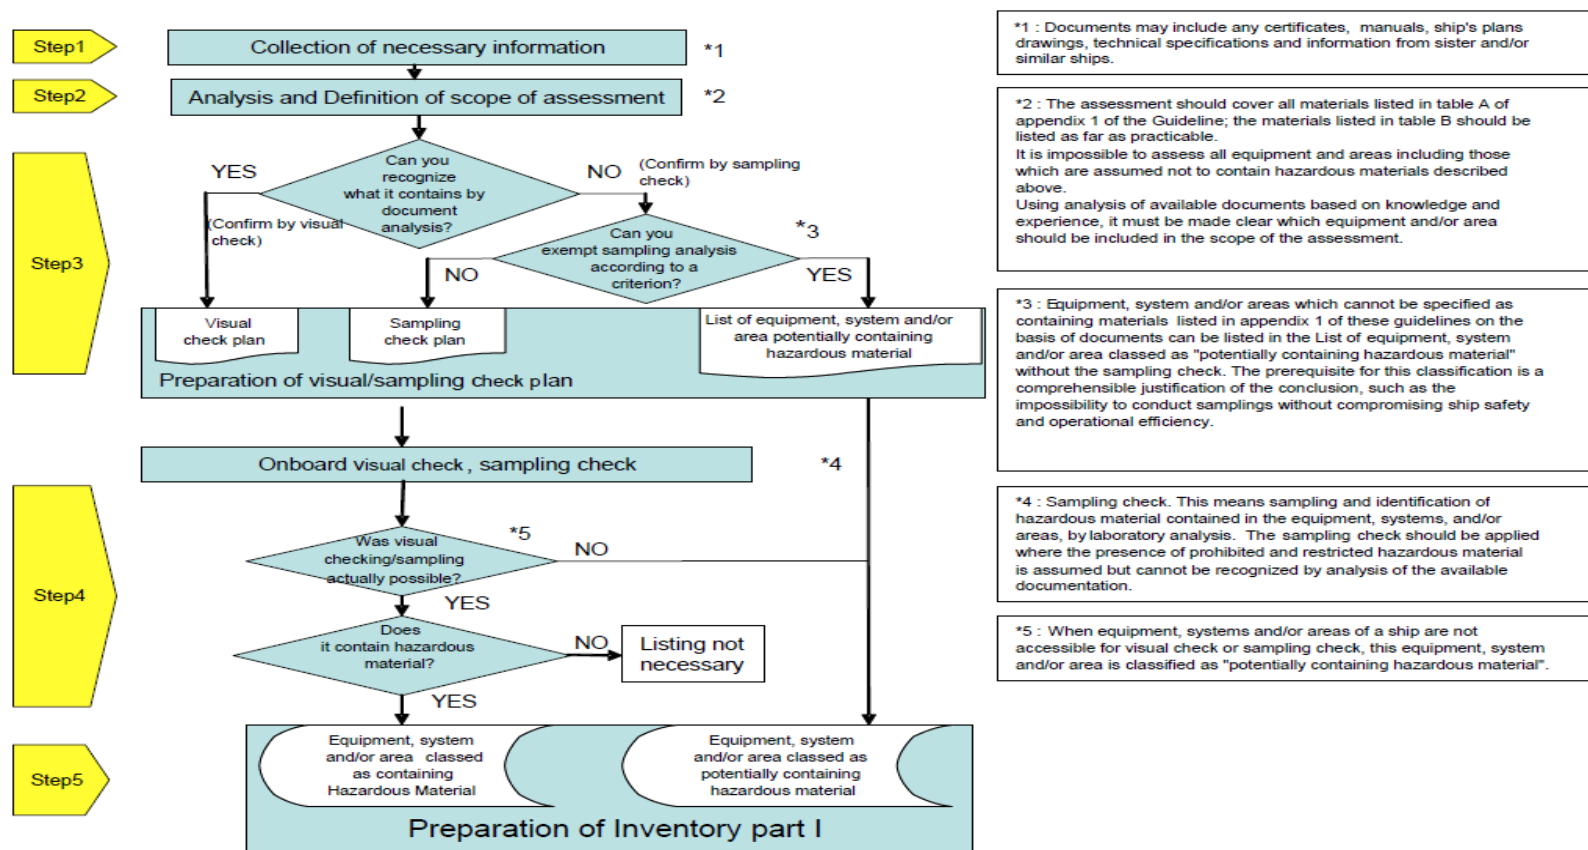 Step1
Collection of necessary information
*1
Step2
Analysis and Definition of scope of assessment
*2
Step3
Can you
recognize
what it contains by
document
analysis?
YES
(Confirm by visual
check)
NO
(Confirm by sampling
check)
Can you
exempt sampling analysis
according to a
criterion?
*3
NO
YES
Visual
check plan
Sampling
check plan
List of equipment, system and/or
area potentially containing
hazardous material
Preparation of visual/sampling check plan
Step4
Onboard visual check, sampling check
*4
Was visual
checking/sampling
actually possible?
*5
NO
YES
Does
it contain hazardous
material?
NO
Listing not
necessary
YES
Step5
Equipment, system
and/or area classed
as containing
Hazardous Material
Equipment, system
and/or area classed as
potentially containing
hazardous material
Preparation of Inventory part I
*1 : Documents may include any certificates, manuals, ship's plans
drawings, technical specifications and information from sister and/or
similar ships.
*2 : The assessment should cover all materials listed in table A of
appendix 1 of the Guideline; the materials listed in table B should be
listed as far as practicable.
It is impossible to assess all equipment and areas including those
which are assumed not to contain hazardous materials described
above.
Using analysis of available documents based on knowledge and
experience, it must be made clear which equipment and/or area
should be included in the scope of the assessment.
*3 : Equipment, system and/or areas which cannot be specified as
containing materials listed in appendix 1 of these guidelines on the
basis of documents can be listed in the List of equipment, system
and/or area classed as "potentially containing hazardous material"
without the sampling check. The prerequisite for this classification is a
comprehensible justification of the conclusion, such as the
impossibility to conduct samplings without compromising ship safety
and operational efficiency.
*4 : Sampling check. This means sampling and identification of
hazardous material contained in the equipment, systems, and/or
areas, by laboratory analysis. The sampling check should be applied
where the presence of prohibited and restricted hazardous material
is assumed but cannot be recognized by analysis of the available
documentation.
*5 : When equipment, systems and/or areas of a ship are not
accessible for visual check or sampling check, this equipment, system
and/or area is classified as "potentially containing hazardous material".